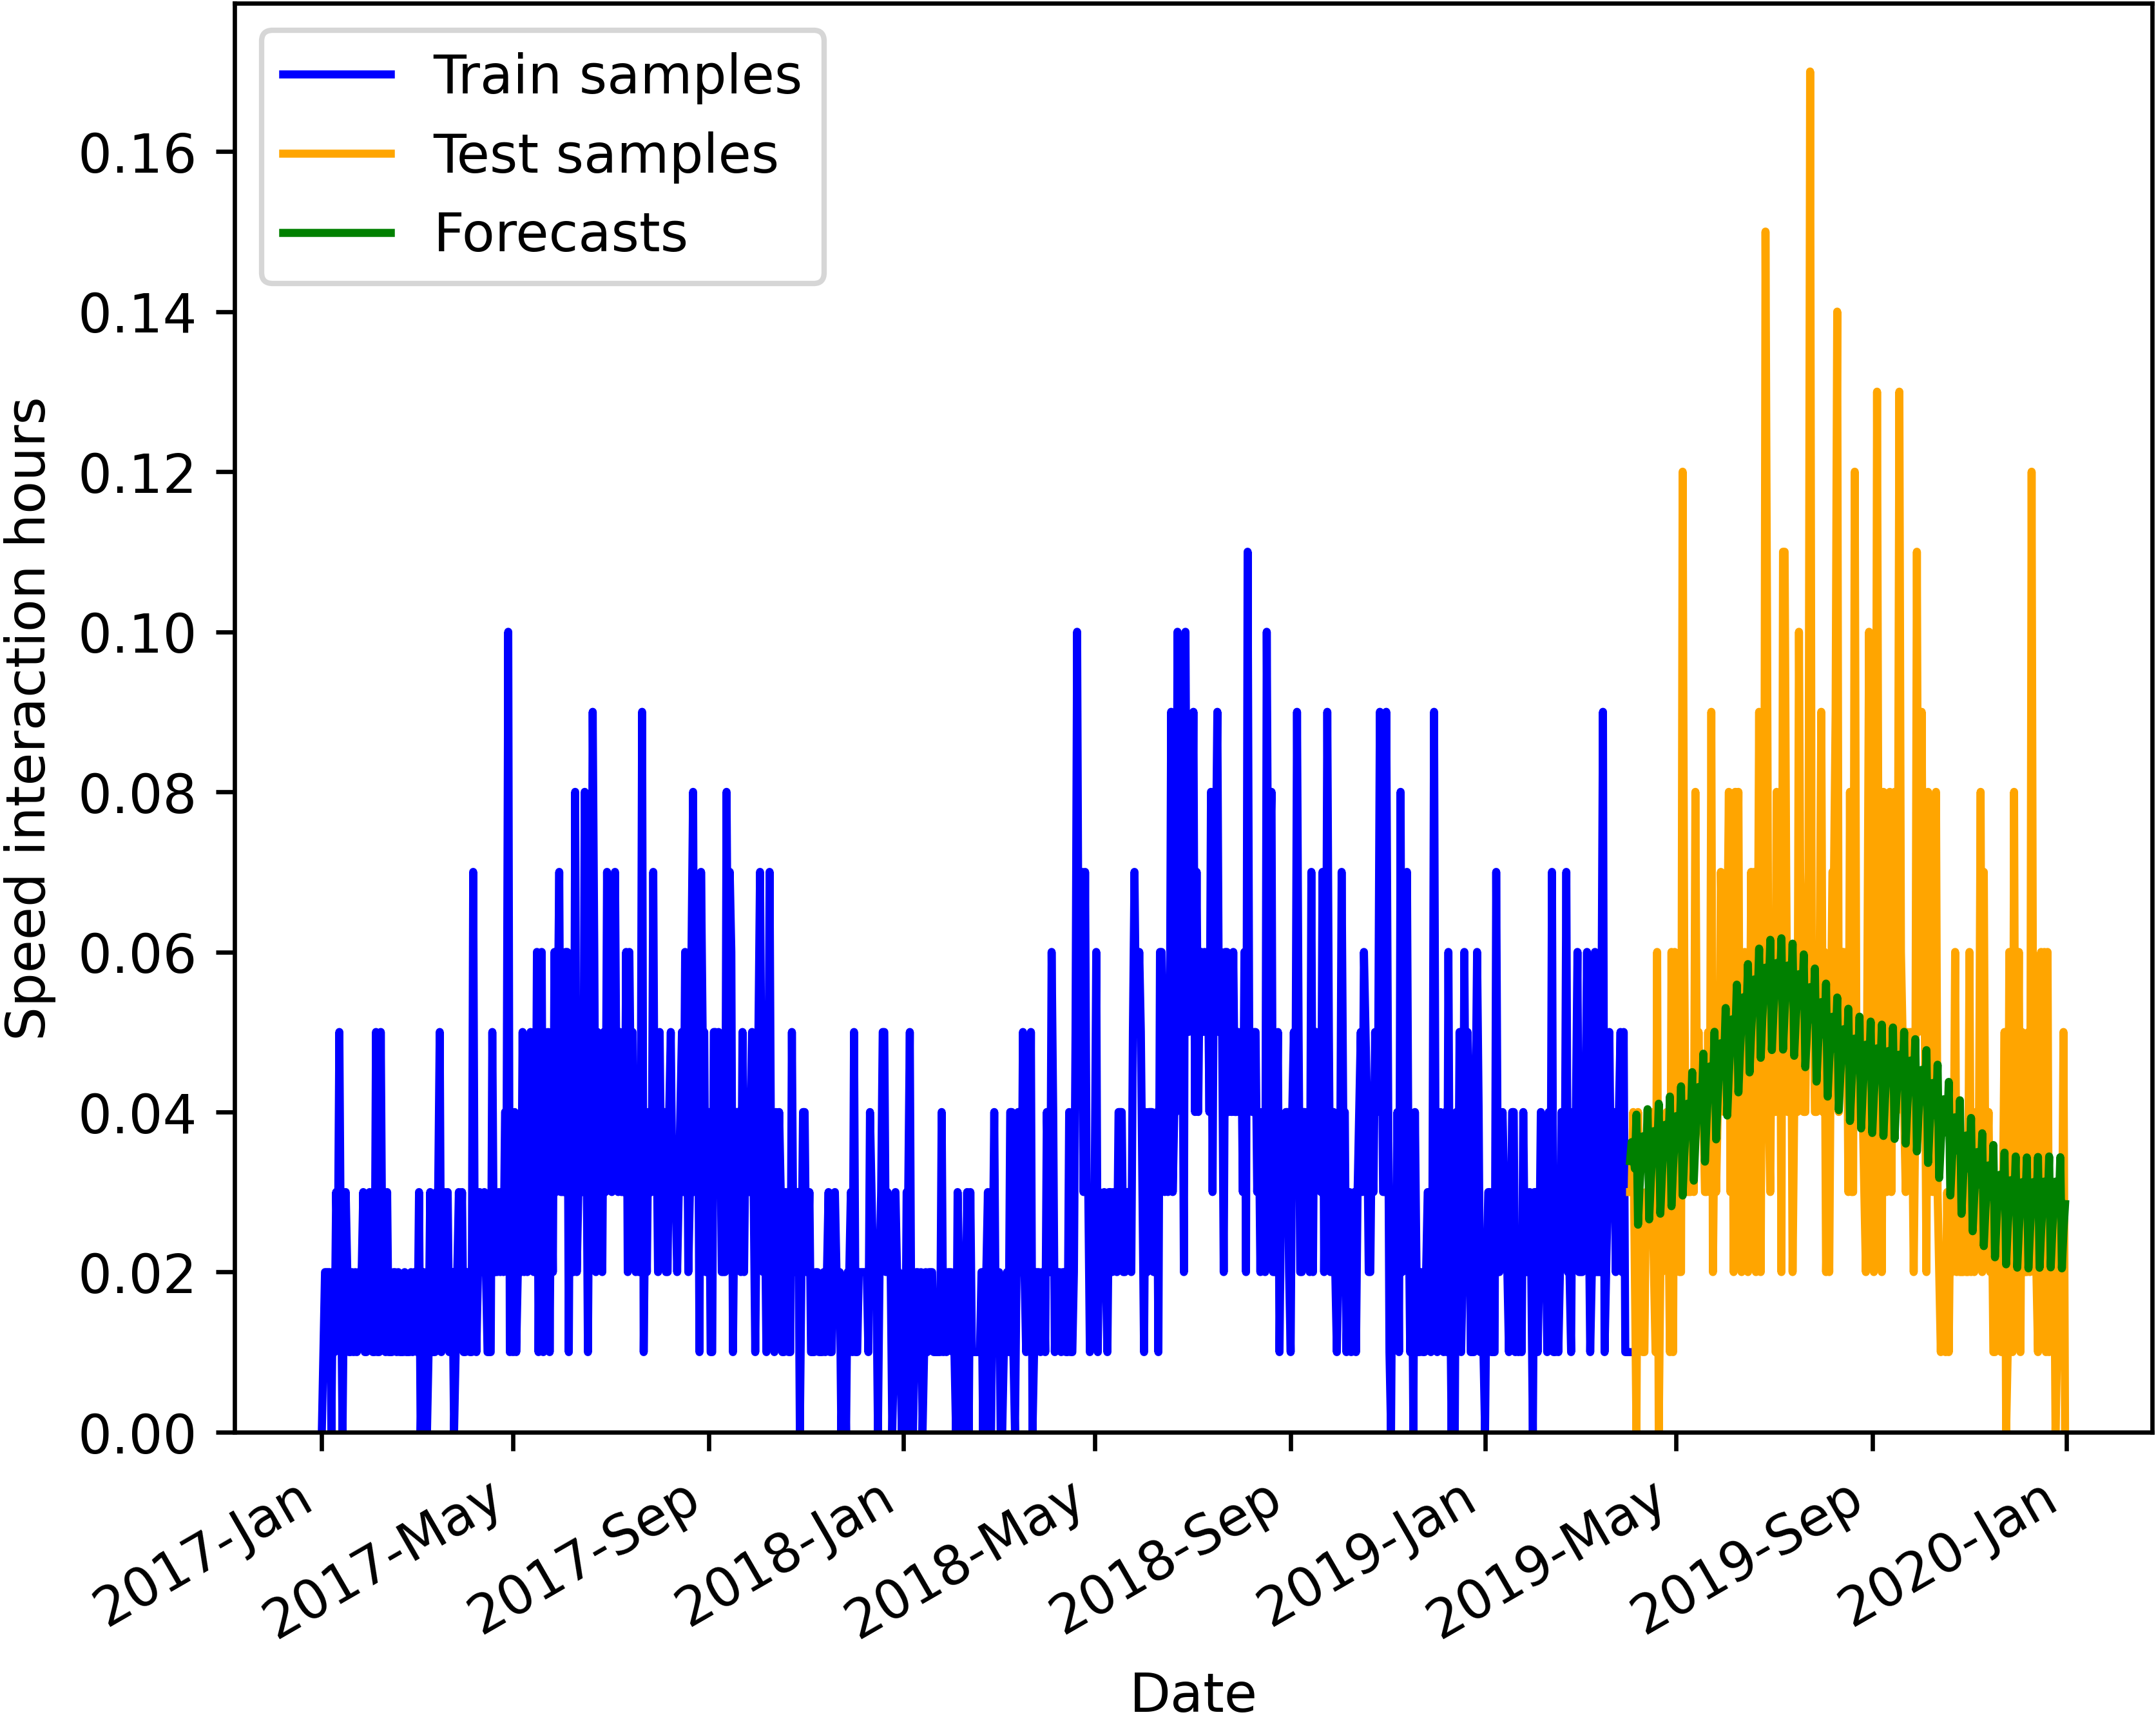 Train samples
Test samples
Forecasts
0.16
0.14
0.12
0.10
0.08
0.06
0.04
0.02
0.00
Speed interaction hours
2017-Jan
2017-May
2017-Sep
2018-Jan
2018-May
2018-Sep
2019-Jan
2019-May
2019-Sep
2020-Jan
Date